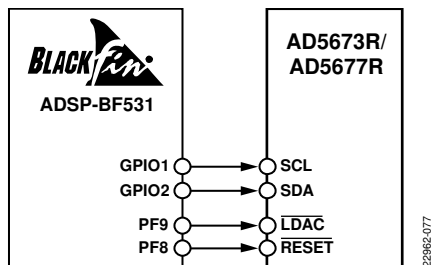 BLACKfin
ADSP-BF531
AD5673R/
AD5677R
GPIO1 SCL
GPIO2 SDA
PF9 LDAC
PF8 RESET
22962-077